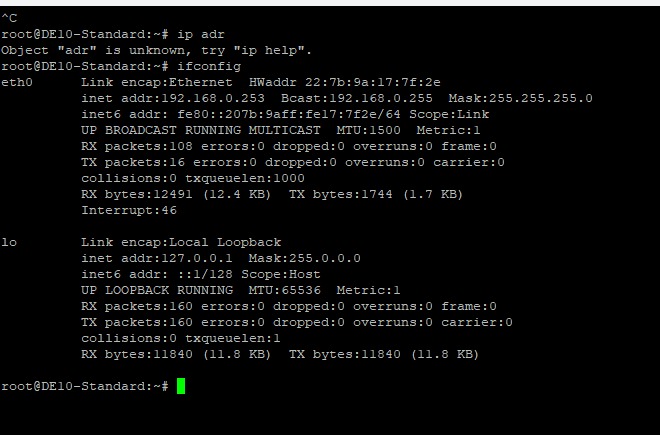 ^C
root@DE10-Standard:~# ip adr
Object "adr" is unknown, try "ip help".
root@DE10-Standard:~# ifconfig
eth0      Link encap:Ethernet  HWaddr 22:7b:9a:17:7f:2e
          inet addr:192.168.0.253  Bcast:192.168.0.255  Mask:255.255.255.0
          inet6 addr: fe80::207b:9aff:fe17:7f2e/64 Scope:Link
          UP BROADCAST RUNNING MULTICAST  MTU:1500  Metric:1
          RX packets:108 errors:0 dropped:0 overruns:0 frame:0
          TX packets:16 errors:0 dropped:0 overruns:0 carrier:0
          collisions:0 txqueuelen:1000
          RX bytes:12491 (12.4 KB)  TX bytes:1744 (1.7 KB)
          Interrupt:46

lo        Link encap:Local Loopback
          inet addr:127.0.0.1  Mask:255.0.0.0
          inet6 addr: ::1/128 Scope:Host
          UP LOOPBACK RUNNING  MTU:65536  Metric:1
          RX packets:160 errors:0 dropped:0 overruns:0 frame:0
          TX packets:160 errors:0 dropped:0 overruns:0 carrier:0
          collisions:0 txqueuelen:1
          RX bytes:11840 (11.8 KB)  TX bytes:11840 (11.8 KB)

root@DE10-Standard:~#